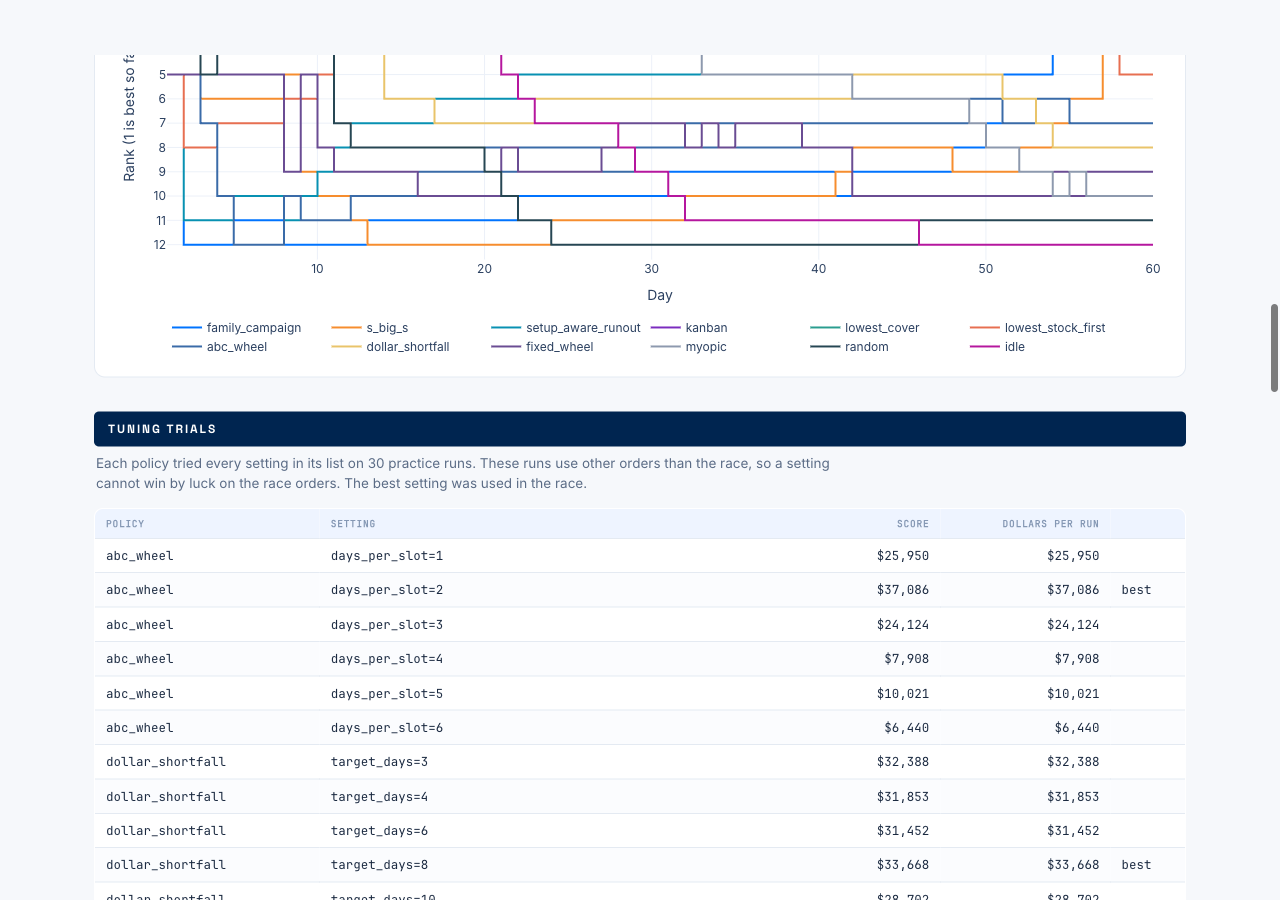 Rank (1 is best so fa
5
6
7
8
9
10
11
12
10 20 30 40 50 60
Day
family_campaign s_big_s setup_aware_runout kanban lowest_cover lowest_stock_first
abc_wheel dollar_shortfall fixed_wheel myopic random idle
TUNING TRIALS
Each policy tried every setting in its list on 30 practice runs. These runs use other orders than the race, so a setting
cannot win by luck on the race orders. The best setting was used in the race.
POLICY SETTING SCORE DOLLARS PER RUN
abc_wheel days_per_slot=1 $25,950 $25,950
abc_wheel days_per_slot=2 $37,086 $37,086 best
abc_wheel days_per_slot=3 $24,124 $24,124
abc_wheel days_per_slot=4 $7,908 $7,908
abc_wheel days_per_slot=5 $10,021 $10,021
abc_wheel days_per_slot=6 $6,440 $6,440
dollar_shortfall target_days=3 $32,388 $32,388
dollar_shortfall target_days=4 $31,853 $31,853
dollar_shortfall target_days=6 $31,452 $31,452
dollar_shortfall target_days=8 $33,668 $33,668 best
dollar_shortfall target_days=10 $28,702 $28,702